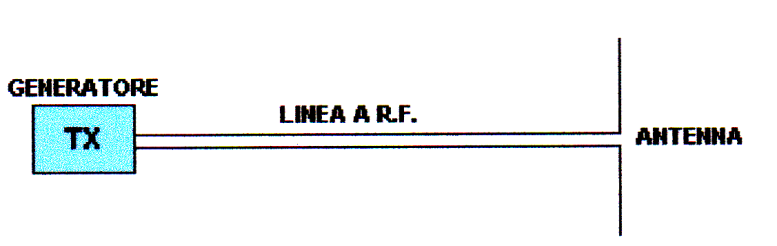 GENERATORE
TX
LINEA A R.F.
ANTENNA